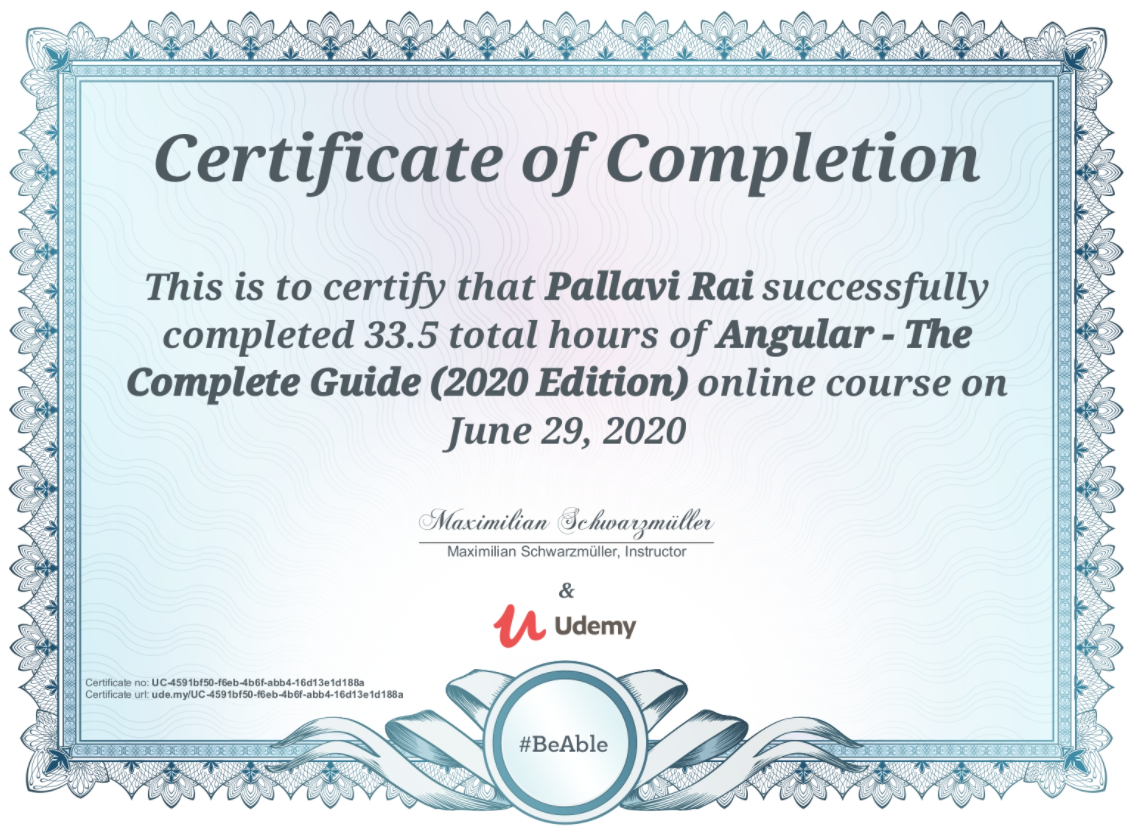 Certificate of Completion
This is to certify that Pallavi Rai successfully
completed 33.5 total hours of Angular - The
Complete Guide (2020 Edition) online course on
June 29, 2020
Maximilian Schwarzmüller
Maximilian Schwarzmüller, Instructor
&
Udemy
Certificate no: UC-4591bf50-f6eb-4b6f-abb4-16d13e1d188a
Certificate url: ude.my/UC-4591bf50-f6eb-4b6f-abb4-16d13e1d188a
#BeAble